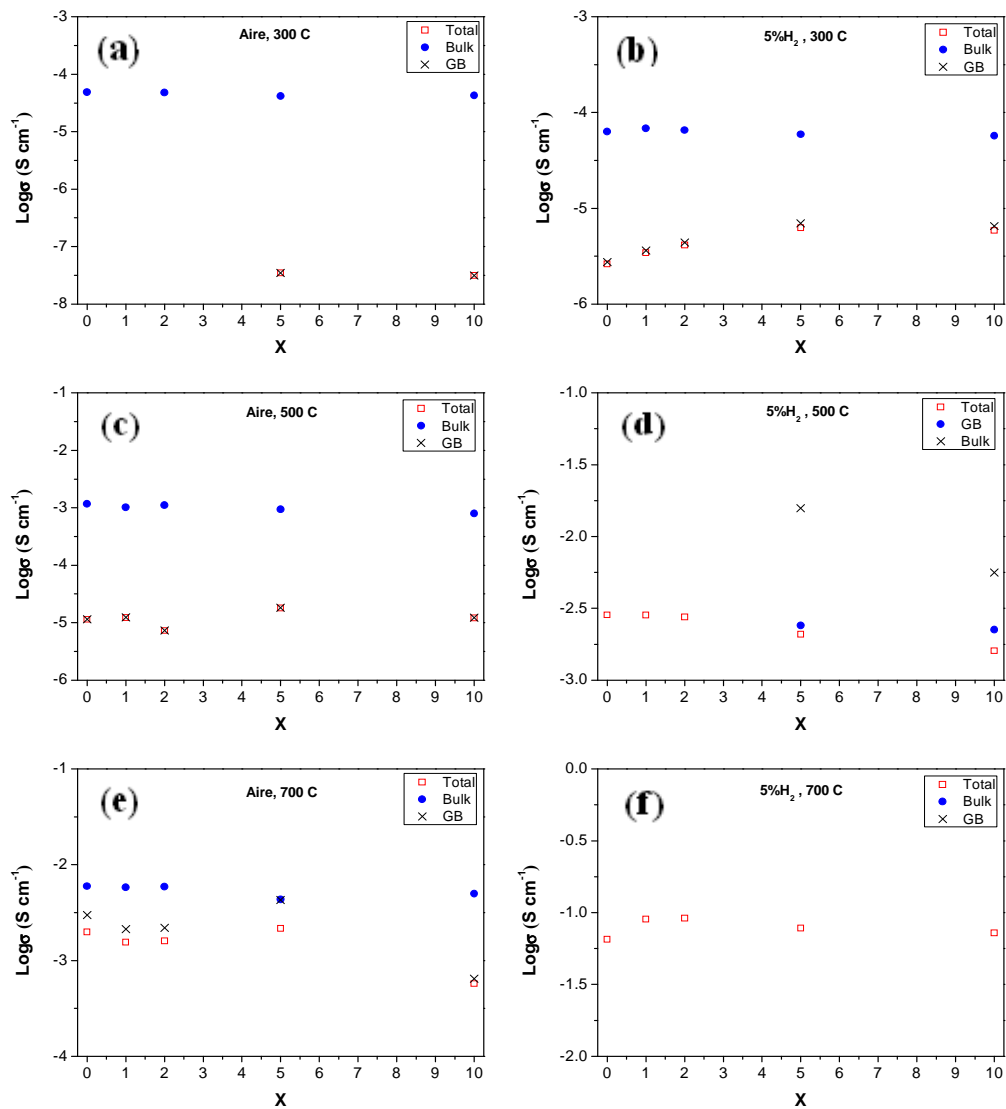 (a)
Aire, 300 C
Total
Bulk
GB
-3
-4
-5
-6
-7
-8
0 1 2 3 4 5 6 7 8 9 10
X
Logσ (S cm⁻¹)
(b)
5%H₂ , 300 C
Total
Bulk
GB
-3
-4
-5
-6
0 1 2 3 4 5 6 7 8 9 10
X
Logσ (S cm⁻¹)
(c)
Aire, 500 C
Total
Bulk
GB
-1
-2
-3
-4
-5
-6
0 1 2 3 4 5 6 7 8 9 10
X
Logσ (S cm⁻¹)
(d)
5%H₂ , 500 C
Total
GB
Bulk
-1.0
-1.5
-2.0
-2.5
-3.0
0 1 2 3 4 5 6 7 8 9 10
X
Logσ (S cm⁻¹)
(e)
Aire, 700 C
Total
Bulk
GB
-1
-2
-3
-4
0 1 2 3 4 5 6 7 8 9 10
X
Logσ (S cm⁻¹)
(f)
5%H₂ , 700 C
Total
Bulk
GB
0.0
-0.5
-1.0
-1.5
-2.0
0 1 2 3 4 5 6 7 8 9 10
X
Logσ (S cm⁻¹)